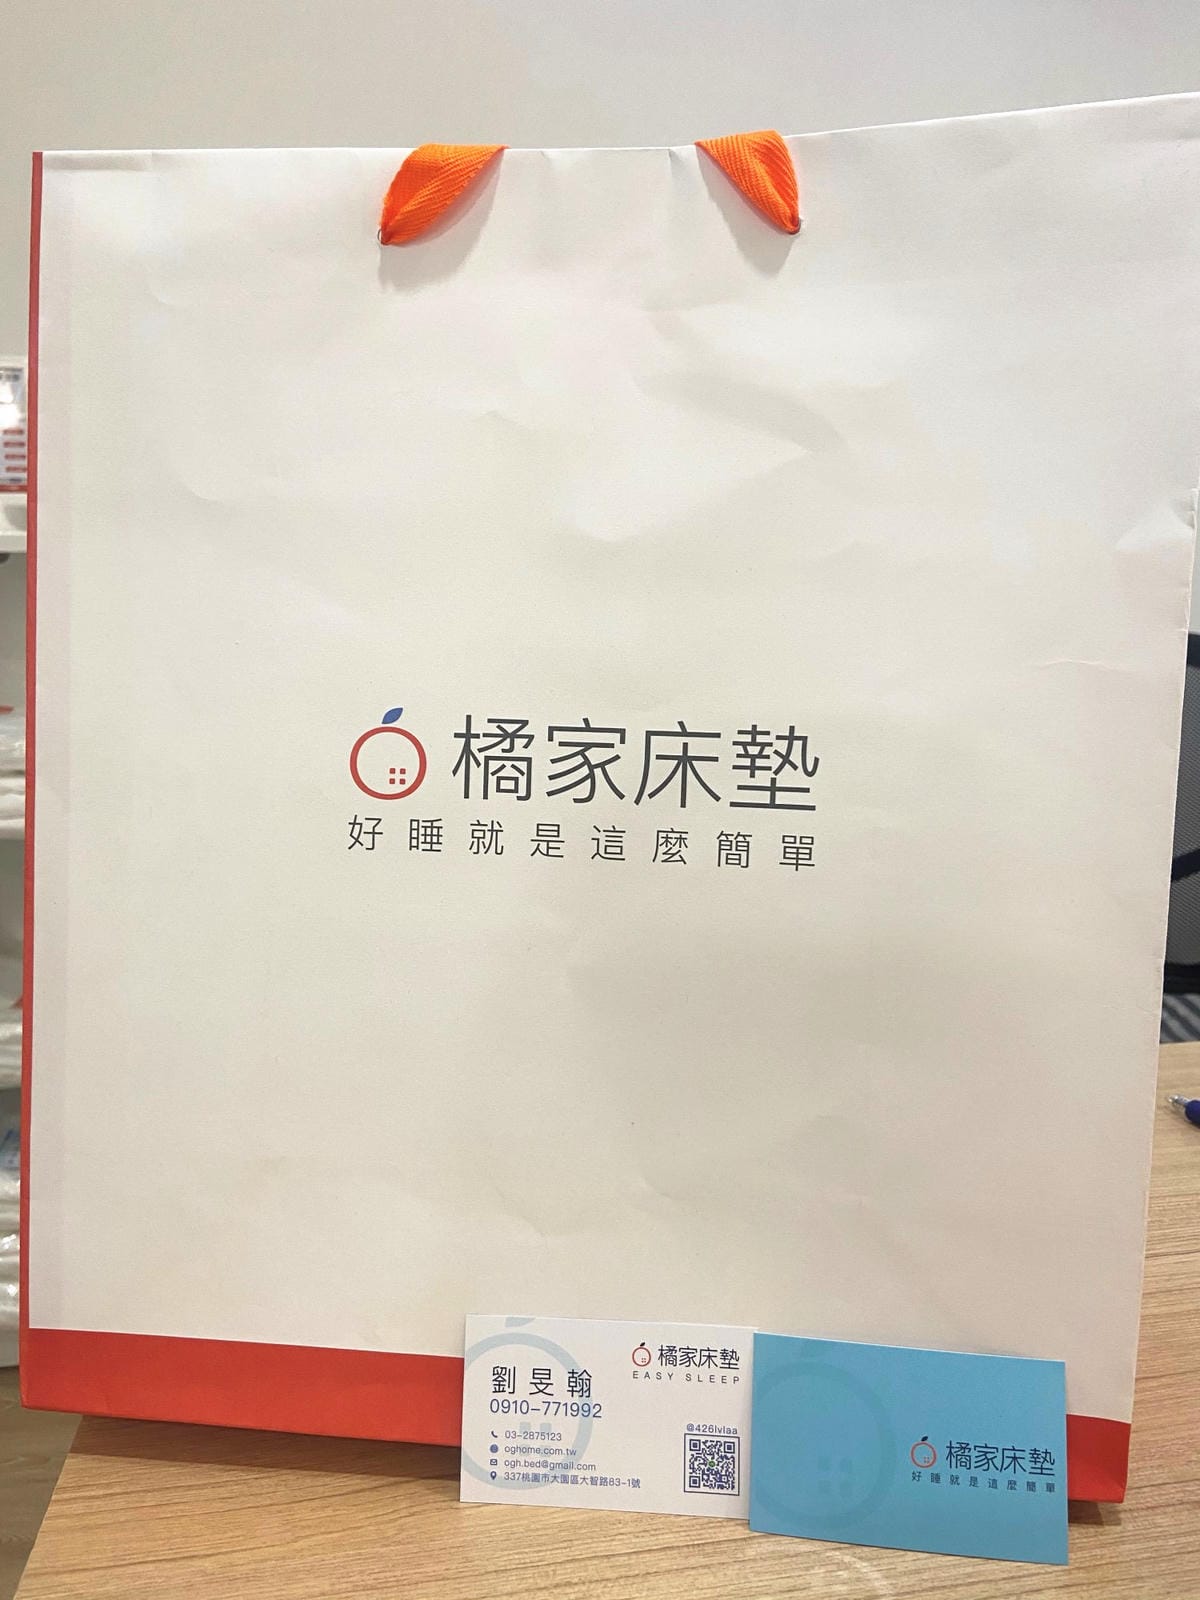 橘家床墊
好睡就是這麼簡單
橘家床墊
EASY SLEEP
劉旻翰
0910-771992
03-2875123
oghome.com.tw
ogh.bed@gmail.com
337桃園市大園區大智路83-1號
@426lvlaa
橘家床墊
好睡就是這麼簡單